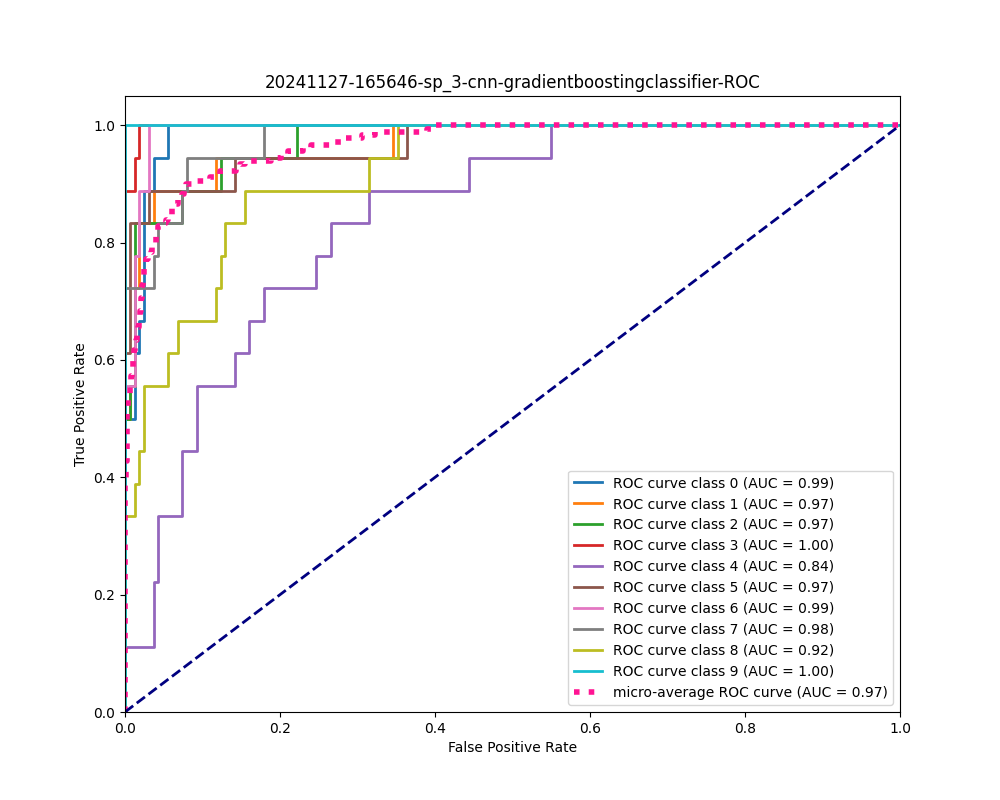 20241127-165646-sp_3-cnn-gradientboostingclassifier-ROC
True Positive Rate
1.0
0.8
0.6
0.4
0.2
0.0
0.0 0.2 0.4 0.6 0.8 1.0
False Positive Rate
ROC curve class 0 (AUC = 0.99)
ROC curve class 1 (AUC = 0.97)
ROC curve class 2 (AUC = 0.97)
ROC curve class 3 (AUC = 1.00)
ROC curve class 4 (AUC = 0.84)
ROC curve class 5 (AUC = 0.97)
ROC curve class 6 (AUC = 0.99)
ROC curve class 7 (AUC = 0.98)
ROC curve class 8 (AUC = 0.92)
ROC curve class 9 (AUC = 1.00)
micro-average ROC curve (AUC = 0.97)